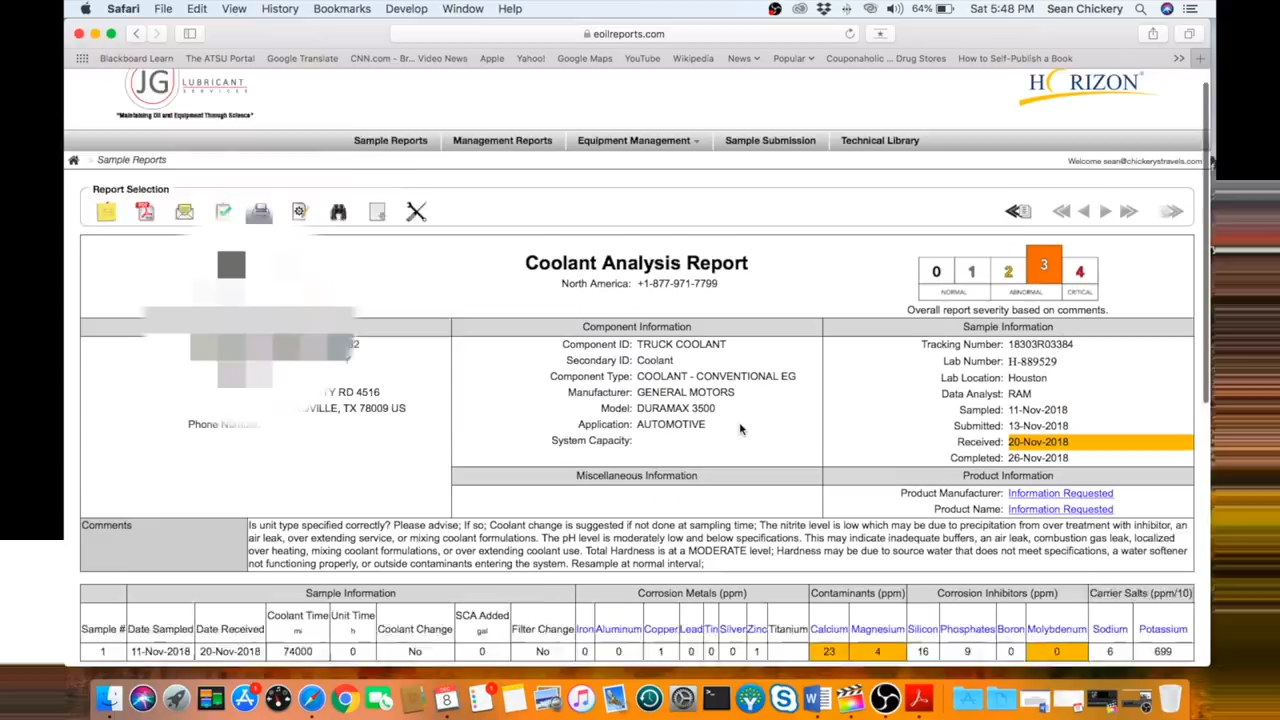 Safari File Edit View History Bookmarks Develop Window Help 64% Sat 5:48 PM Sean Chickery
eoilreports.com
Blackboard Learn The ATSU Portal Google Translate CNN.com - Br... Video News Apple Yahoo! Google Maps YouTube Wikipedia News Popular Couponaholic... Drug Stores How to Self-Publish a Book
JG LUBRICANT SERVICES
"Maintaining Oil and Equipment Through Science"
HORIZON
Sample Reports Management Reports Equipment Management Sample Submission Technical Library
Sample Reports Welcome sean@chickerystravels.com
Report Selection
Coolant Analysis Report
North America: +1-877-971-7799
0 1 2 3 4
NORMAL ABNORMAL CRITICAL
Overall report severity based on comments.
Component Information
Component ID: TRUCK COOLANT
Secondary ID: Coolant
Component Type: COOLANT - CONVENTIONAL EG
Manufacturer: GENERAL MOTORS
Model: DURAMAX 3500
Application: AUTOMOTIVE
System Capacity:
Sample Information
Tracking Number: 18303R03384
Lab Number: H-889529
Lab Location: Houston
Data Analyst: RAM
Sampled: 11-Nov-2018
Submitted: 13-Nov-2018
Received: 20-Nov-2018
Completed: 26-Nov-2018
RD 4516
TX 78009 US
Phone
Miscellaneous Information
Product Information
Product Manufacturer: Information Requested
Product Name: Information Requested
Comments
Is unit type specified correctly? Please advise; If so; Coolant change is suggested if not done at sampling time; The nitrite level is low which may be due to precipitation from over treatment with inhibitor, an
air leak, over extending service, or mixing coolant formulations. The pH level is moderately low and below specifications. This may indicate inadequate buffers, an air leak, combustion gas leak, localized
over heating, mixing coolant formulations, or over extending coolant use. Total Hardness is at a MODERATE level; Hardness may be due to source water that does not meet specifications, a water softener
not functioning properly, or outside contaminants entering the system. Resample at normal interval;
Sample Information Corrosion Metals (ppm) Contaminants (ppm) Corrosion Inhibitors (ppm) Carrier Salts (ppm/10)
Sample # Date Sampled Date Received Coolant Time mi Unit Time h Coolant Change SCA Added gal Filter Change Iron Aluminum Copper Lead Tin Silver Zinc Titanium Calcium Magnesium Silicon Phosphates Boron Molybdenum Sodium Potassium
1 11-Nov-2018 20-Nov-2018 74000 0 No 0 No 0 0 1 0 0 0 1 23 4 16 9 0 0 6 699